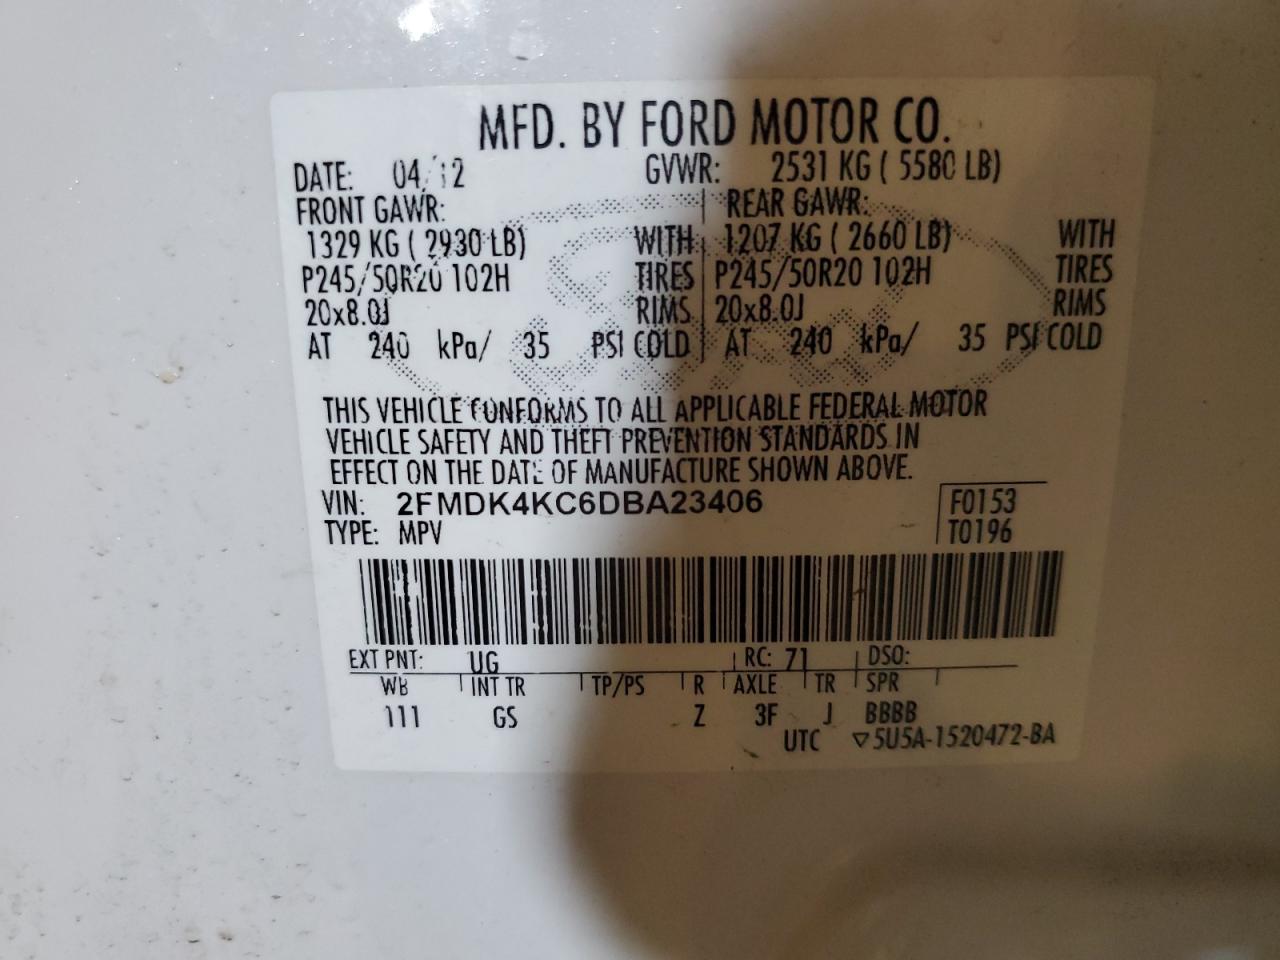 MFD. BY FORD MOTOR CO.
DATE: 04/12 GVWR: 2531 KG ( 5580 LB)
FRONT GAWR: REAR GAWR:
1329 KG ( 2930 LB) WITH 1207 KG ( 2660 LB) WITH
P245/50R20 102H TIRES P245/50R20 102H TIRES
20x8.0J RIMS 20x8.0J RIMS
AT 240 kPa/ 35 PSI COLD AT 240 kPa/ 35 PSI COLD
THIS VEHICLE CONFORMS TO ALL APPLICABLE FEDERAL MOTOR
VEHICLE SAFETY AND THEFT PREVENTION STANDARDS IN
EFFECT ON THE DATE OF MANUFACTURE SHOWN ABOVE.
VIN: 2FMDK4KC6DBA23406 F0153
TYPE: MPV T0196
EXT PNT: UG RC: 71 DSO:
WB INT TR TP/PS R AXLE TR SPR
111 GS Z 3F J BBBB
UTC ▽5U5A-1520472-BA